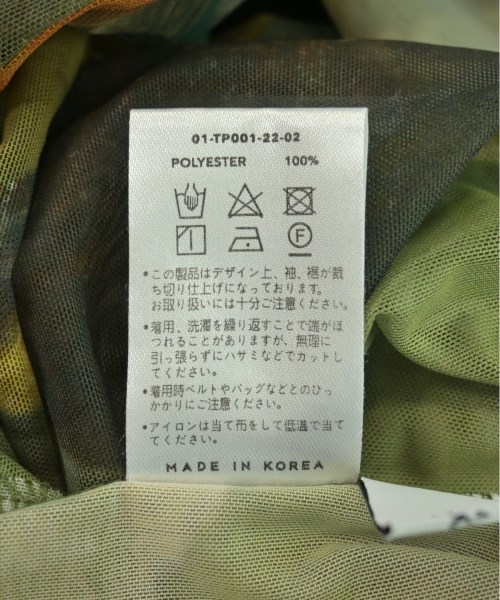 01-TP001-22-02
POLYESTER 100%
F
•この製品はデザイン上、袖、裾が裁
ち切り仕上げになっております。
お取り扱いには十分ご注意ください。
•着用、洗濯を繰り返すことで端がほ
つれることがありますが、無理に
引っ張らずにハサミなどでカットし
てください。
•着用時ベルトやバッグなどとのひっ
かかりにご注意ください。
•アイロンは当て布をして低温で当て
てください。
MADE IN KOREA